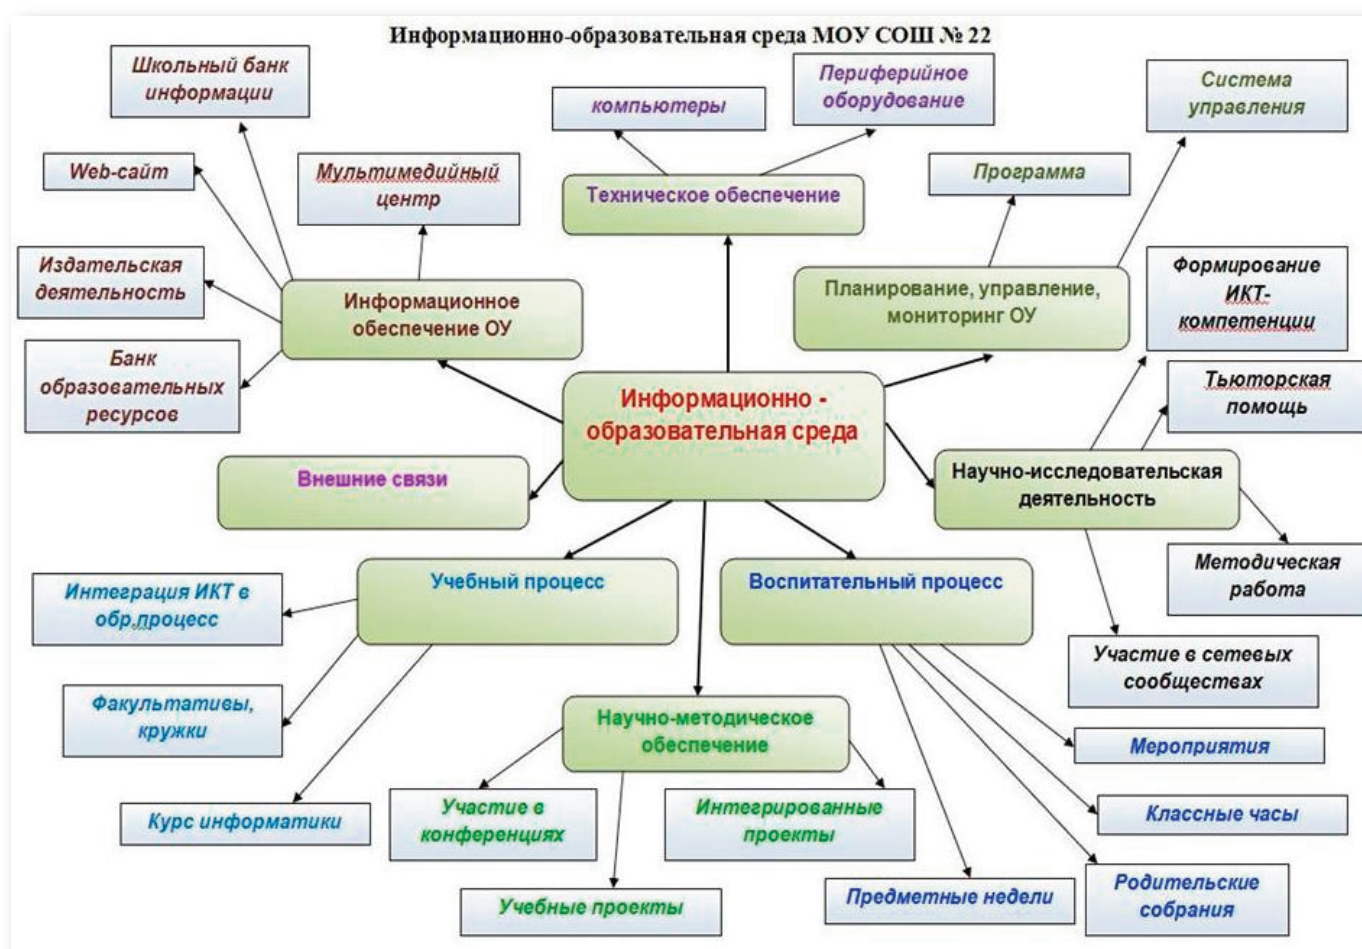 Информационно-образовательная среда МОУ СОШ № 22
Школьный банк
информации
компьютеры
Периферийное
оборудование
Система
управления
Web-сайт
Мультимедийный
центр
Техническое обеспечение
Программа
Издательская
деятельность
Информационное
обеспечение ОУ
Планирование, управление,
мониторинг ОУ
Формирование
ИКТ-
компетенции
Банк
образовательных
ресурсов
Информационно -
образовательная среда
Тьюторская
помощь
Внешние связи
Научно-исследовательская
деятельность
Методическая
работа
Учебный процесс
Воспитательный процесс
Интеграция ИКТ в
обр.процесс
Участие в сетевых
сообществах
Факультативы,
кружки
Научно-методическое
обеспечение
Мероприятия
Курс информатики
Участие в
конференциях
Интегрированные
проекты
Классные часы
Учебные проекты
Предметные недели
Родительские
собрания